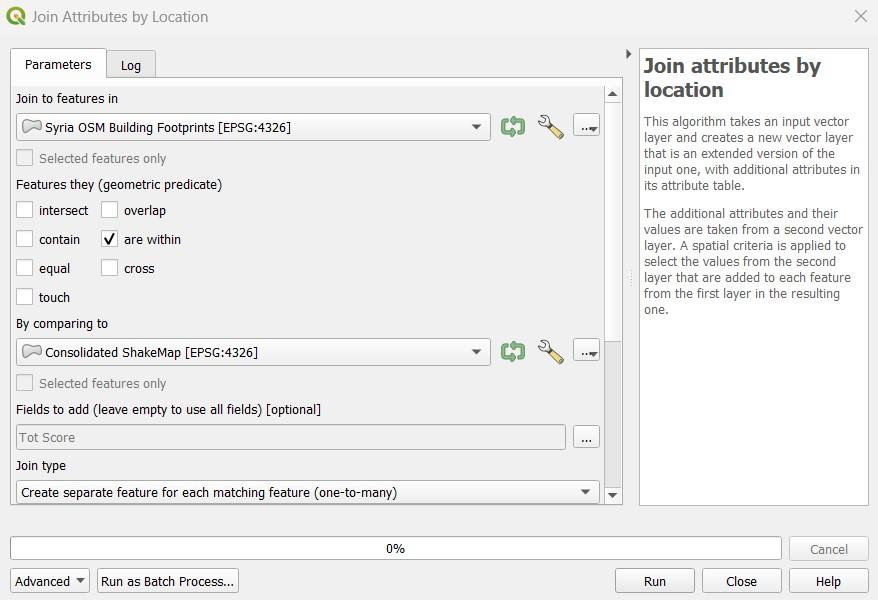 Join Attributes by Location
Parameters
Log
Join to features in
Syria OSM Building Footprints [EPSG:4326]
...
Selected features only
Features they (geometric predicate)
intersect
overlap
contain
are within
equal
cross
touch
By comparing to
Consolidated ShakeMap [EPSG:4326]
...
Selected features only
Fields to add (leave empty to use all fields) [optional]
Tot Score
...
Join type
Create separate feature for each matching feature (one-to-many)
Join attributes by
location
This algorithm takes an input vector
layer and creates a new vector layer
that is an extended version of the
input one, with additional attributes in
its attribute table.
The additional attributes and their
values are taken from a second vector
layer. A spatial criteria is applied to
select the values from the second
layer that are added to each feature
from the first layer in the resulting
one.
0%
Cancel
Advanced
Run as Batch Process...
Run
Close
Help